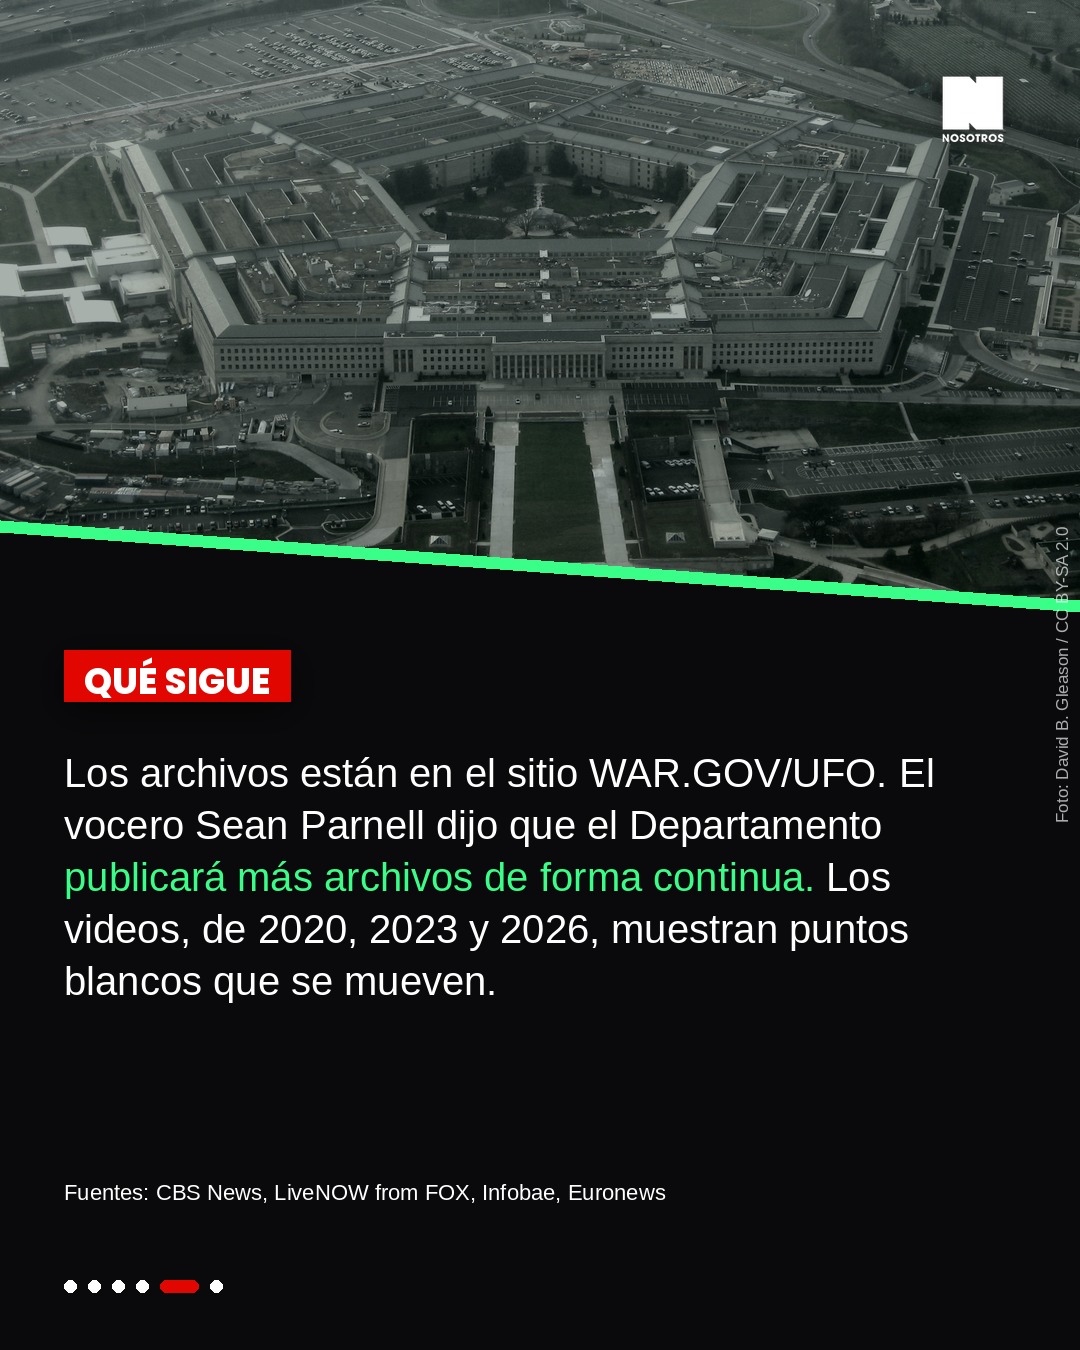 N
NOSOTROS
Foto: David B. Gleason / CC BY-SA 2.0
QUÉ SIGUE
Los archivos están en el sitio WAR.GOV/UFO. El
vocero Sean Parnell dijo que el Departamento
publicará más archivos de forma continua. Los
videos, de 2020, 2023 y 2026, muestran puntos
blancos que se mueven.
Fuentes: CBS News, LiveNOW from FOX, Infobae, Euronews